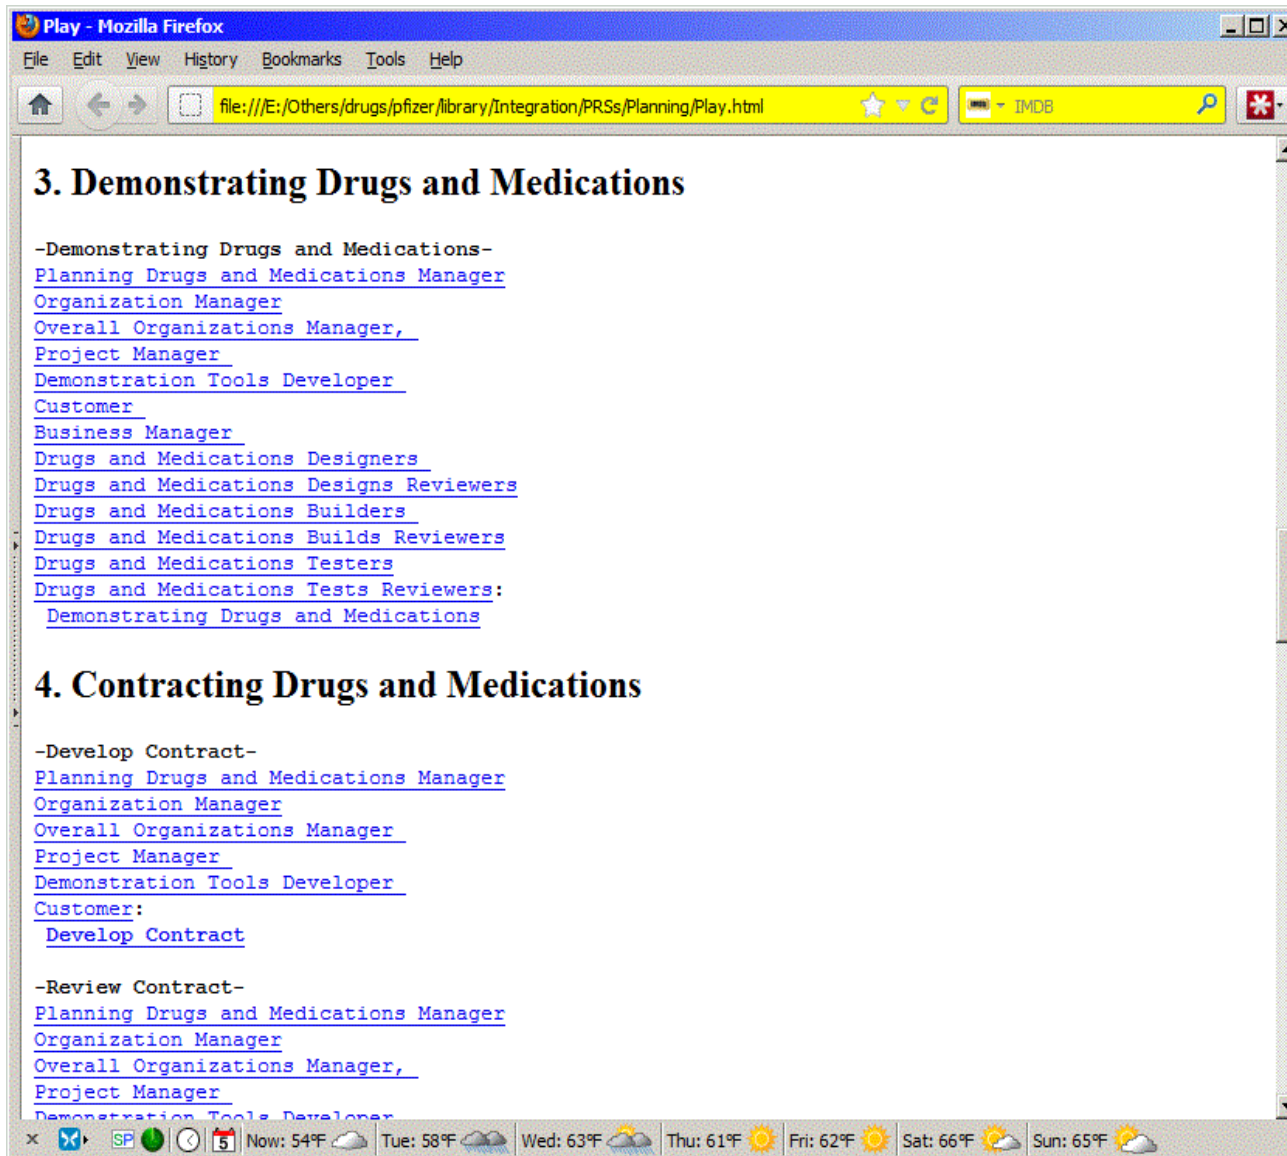 Play - Mozilla Firefox
File Edit View History Bookmarks Tools Help
file:///E:/Others/drugs/pfizer/library/Integration/PRSs/Planning/Play.html IMDB
3. Demonstrating Drugs and Medications
-Demonstrating Drugs and Medications-
Planning Drugs and Medications Manager
Organization Manager
Overall Organizations Manager,
Project Manager
Demonstration Tools Developer
Customer
Business Manager
Drugs and Medications Designers
Drugs and Medications Designs Reviewers
Drugs and Medications Builders
Drugs and Medications Builds Reviewers
Drugs and Medications Testers
Drugs and Medications Tests Reviewers:
Demonstrating Drugs and Medications
4. Contracting Drugs and Medications
-Develop Contract-
Planning Drugs and Medications Manager
Organization Manager
Overall Organizations Manager
Project Manager
Demonstration Tools Developer
Customer:
Develop Contract
-Review Contract-
Planning Drugs and Medications Manager
Organization Manager
Overall Organizations Manager,
Project Manager
Demonstration Tools Developer
SP 5 Now: 54°F Tue: 58°F Wed: 63°F Thu: 61°F Fri: 62°F Sat: 66°F Sun: 65°F